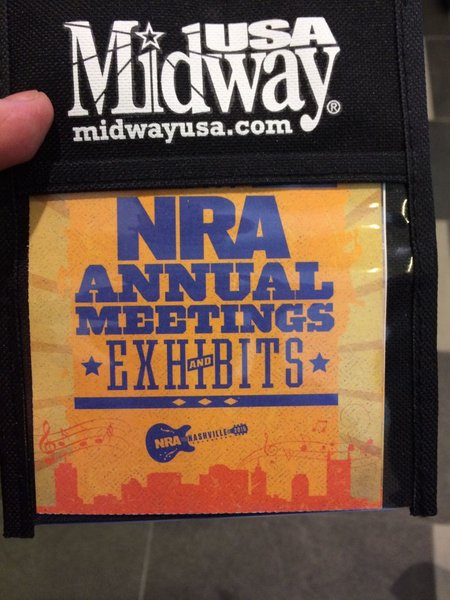 MidwayUSA®
midwayusa.com
NRA
ANNUAL
MEETINGS
EXHIBITS AND
NRA NASHVILLE